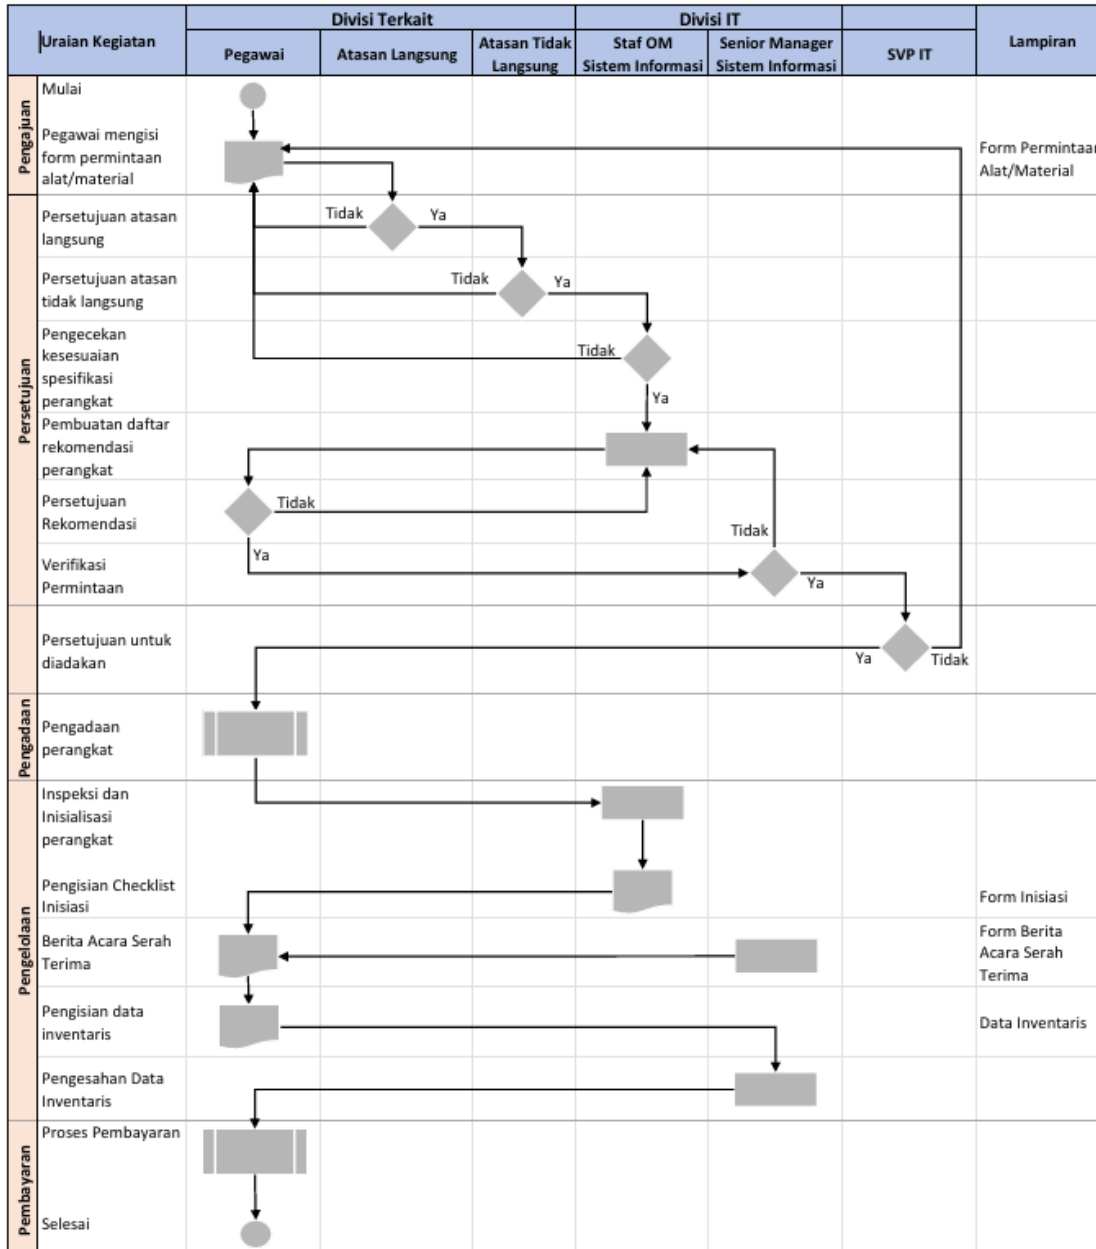 Uraian Kegiatan
Divisi Terkait
Divisi IT
Pegawai
Atasan Langsung
Atasan Tidak
Langsung
Staf OM
Sistem Informasi
Senior Manager
Sistem Informasi
SVP IT
Lampiran
Pengajuan
Mulai
Pegawai mengisi
form permintaan
alat/material
Form Permintaan
Alat/Material
Persetujuan
Persetujuan atasan
langsung
Tidak
Ya
Persetujuan atasan
tidak langsung
Tidak
Ya
Pengecekan
kesesuaian
spesifikasi
perangkat
Tidak
Ya
Pembuatan daftar
rekomendasi
perangkat
Persetujuan
Rekomendasi
Tidak
Ya
Verifikasi
Permintaan
Tidak
Ya
Persetujuan untuk
diadakan
Ya
Tidak
Pengadaan
Pengadaan
perangkat
Pengelolaan
Inspeksi dan
Inisialisasi
perangkat
Pengisian Checklist
Inisiasi
Form Inisiasi
Berita Acara Serah
Terima
Form Berita
Acara Serah
Terima
Pengisian data
inventaris
Data Inventaris
Pengesahan Data
Inventaris
Pembayaran
Proses Pembayaran
Selesai